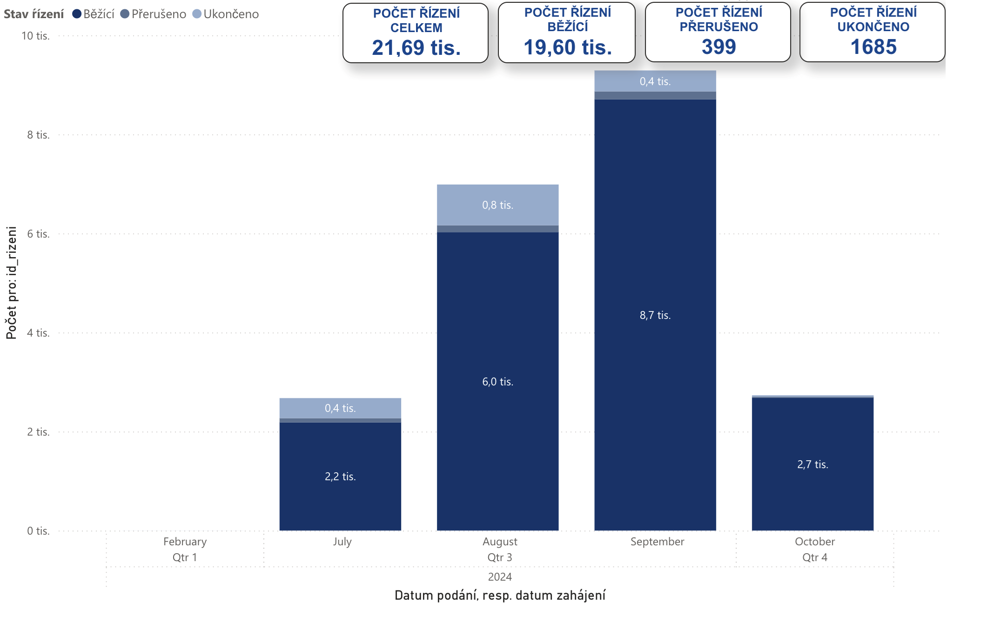 Stav řízení Běžící Přerušeno Ukončeno
POČET ŘÍZENÍ
CELKEM
21,69 tis.
POČET ŘÍZENÍ
BĚŽÍCÍ
19,60 tis.
POČET ŘÍZENÍ
PŘERUŠENO
399
POČET ŘÍZENÍ
UKONČENO
1685
10 tis.
8 tis.
6 tis.
4 tis.
2 tis.
0 tis.
Počet pro: id_rizeni
0,4 tis.
2,2 tis.
0,8 tis.
6,0 tis.
0,4 tis.
8,7 tis.
2,7 tis.
February July August September October
Qtr 1 Qtr 3 Qtr 4
2024
Datum podání, resp. datum zahájení